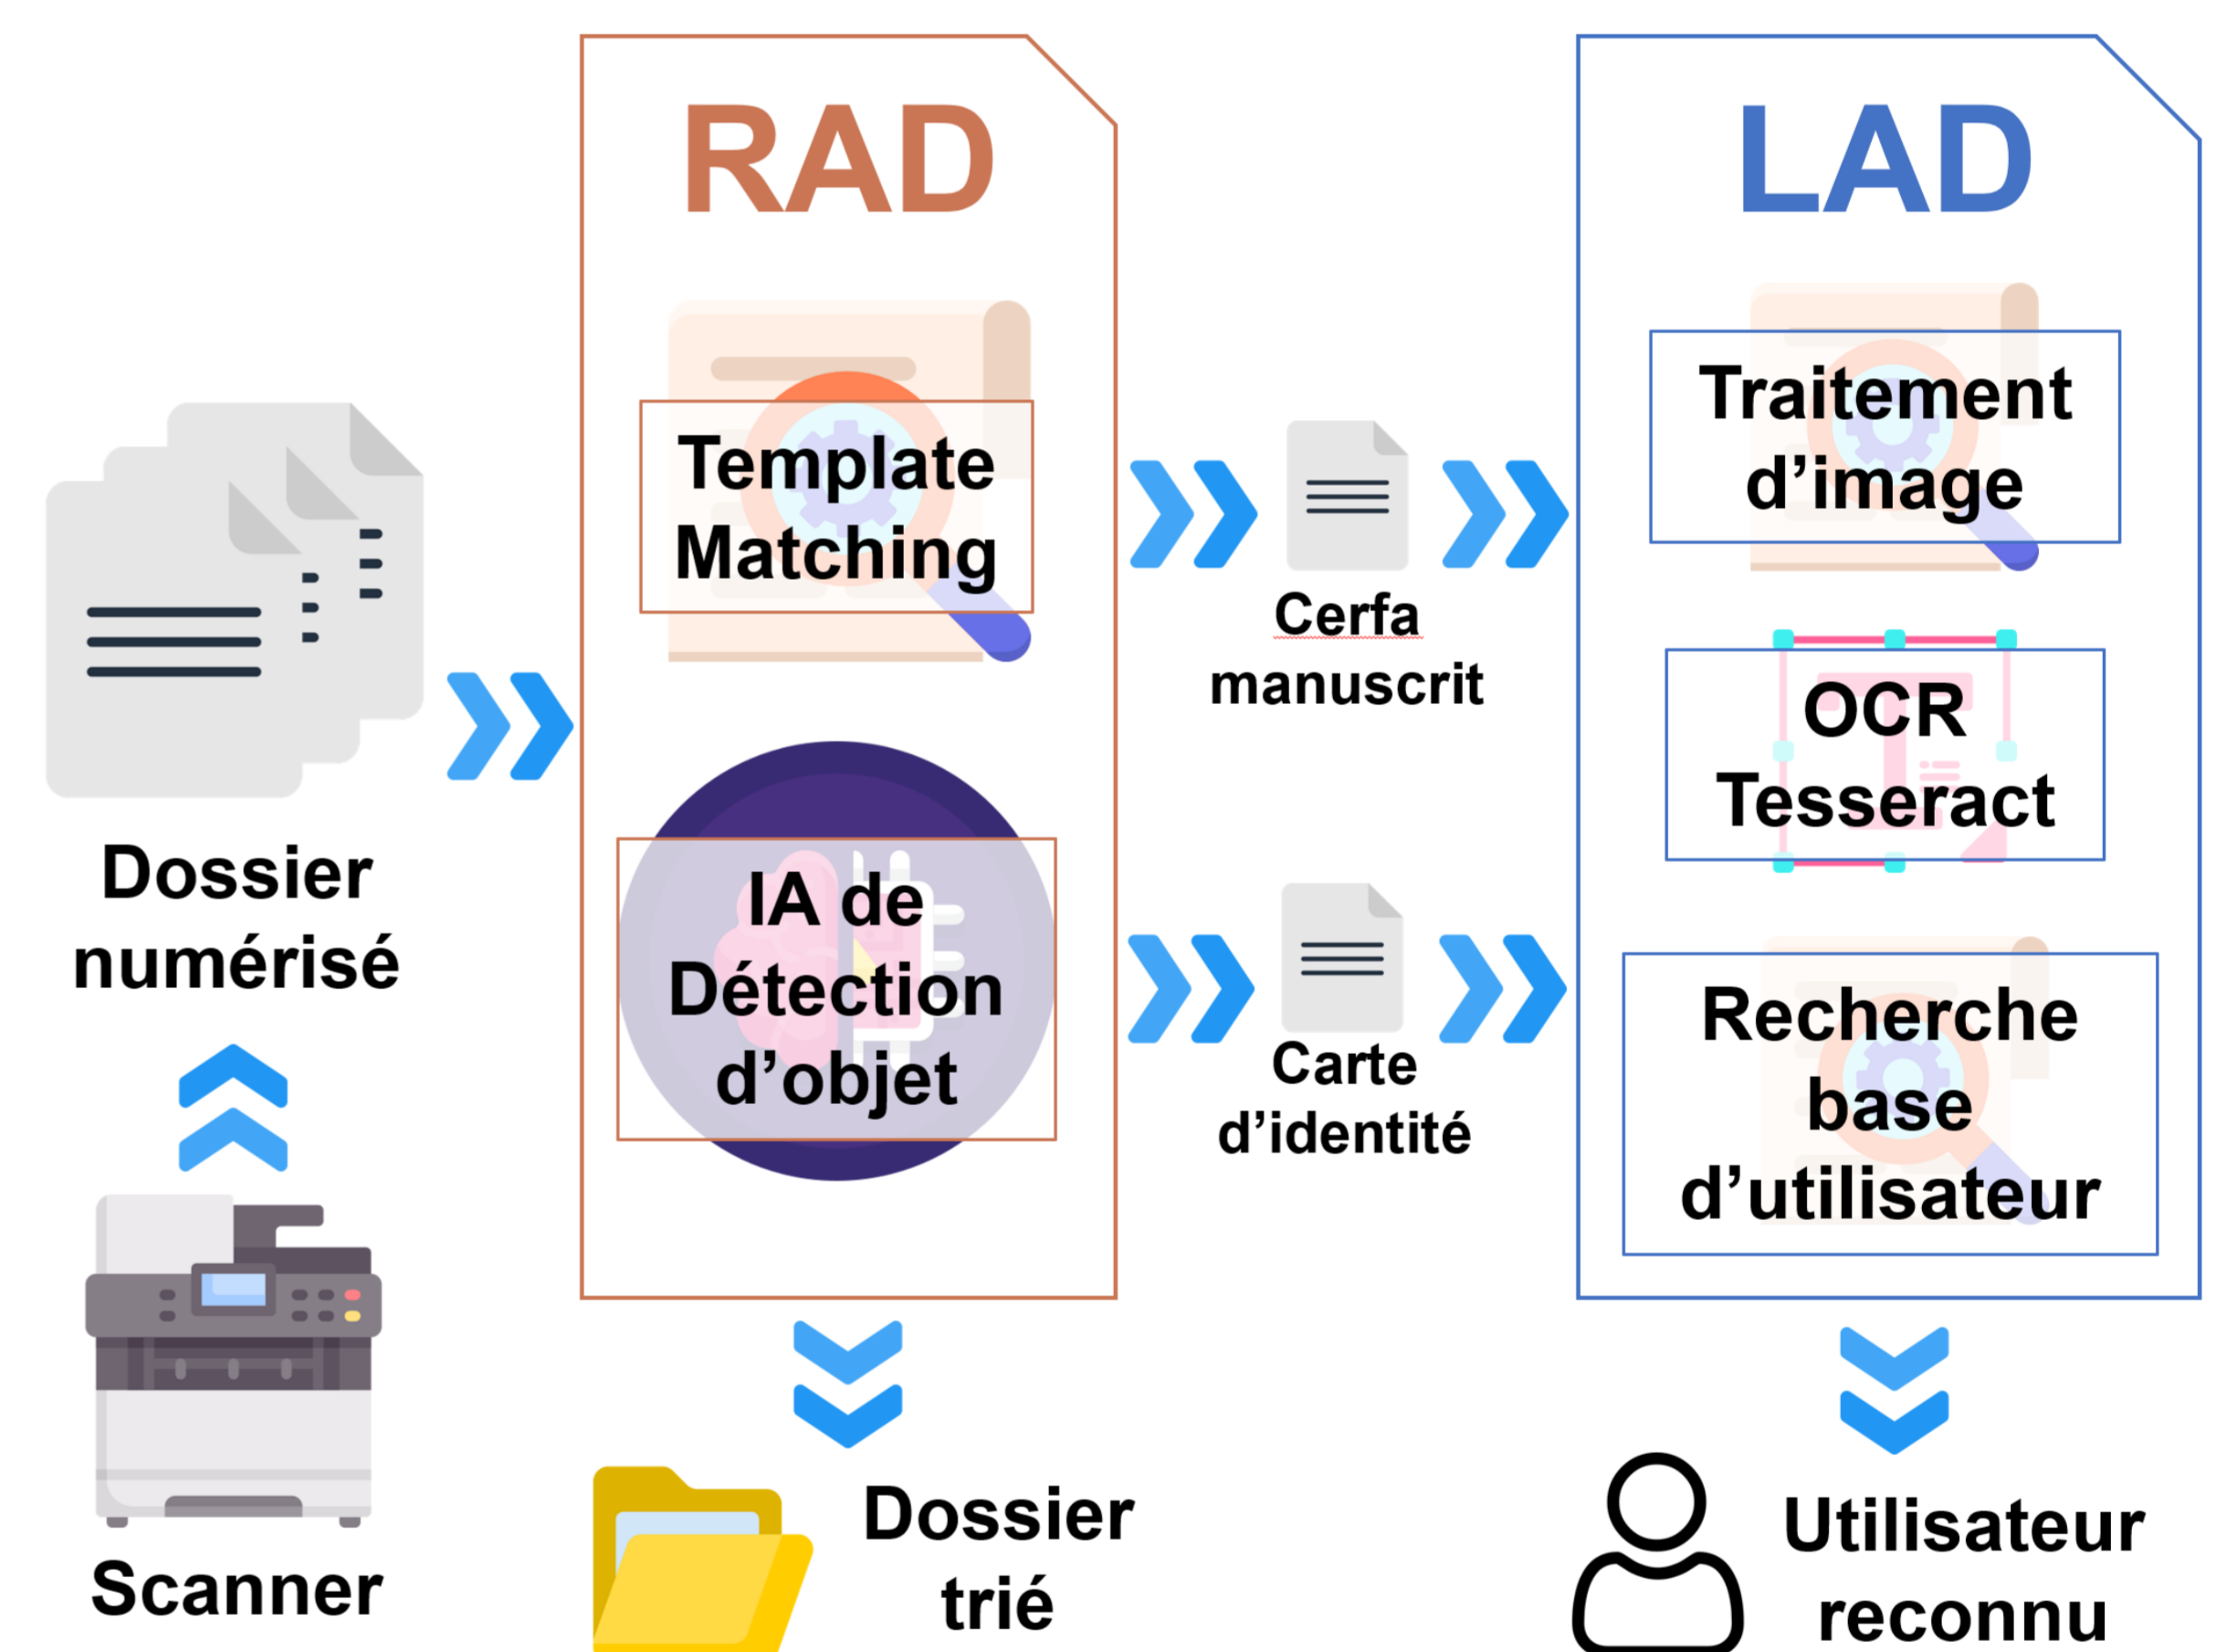 RAD
LAD
Template
Matching
Traitement
d’image
Cerfa
manuscrit
OCR
Tesseract
Dossier
numérisé
IA de
Détection
d’objet
Carte
d’identité
Recherche
base
d’utilisateur
Scanner
Dossier
trié
Utilisateur
reconnu